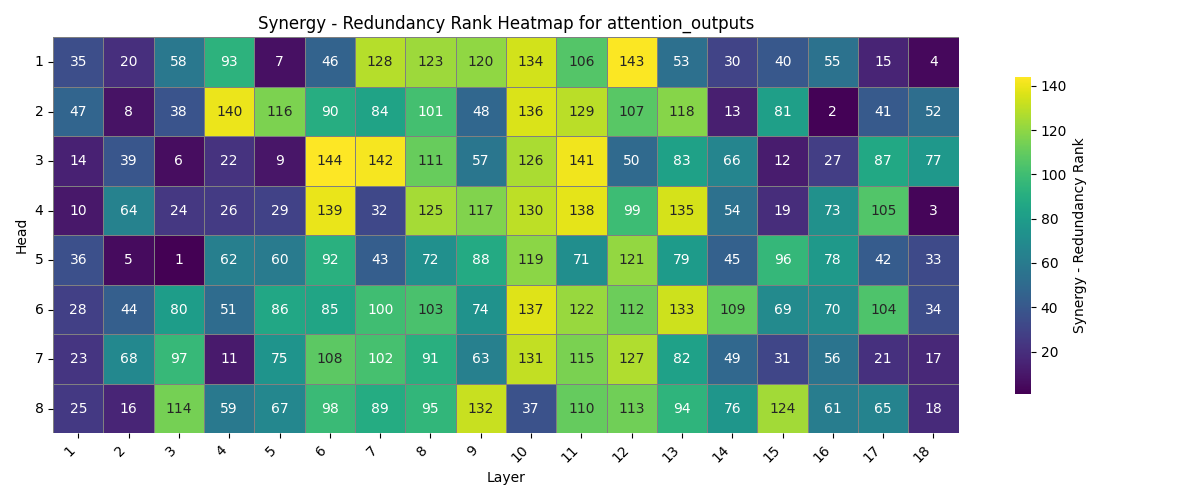 Synergy - Redundancy Rank Heatmap for attention_outputs
Head
1 35 20 58 93 7 46 128 123 120 134 106 143 53 30 40 55 15 4
2 47 8 38 140 116 90 84 101 48 136 129 107 118 13 81 2 41 52
3 14 39 6 22 9 144 142 111 57 126 141 50 83 66 12 27 87 77
4 10 64 24 26 29 139 32 125 117 130 138 99 135 54 19 73 105 3
5 36 5 1 62 60 92 43 72 88 119 71 121 79 45 96 78 42 33
6 28 44 80 51 86 85 100 103 74 137 122 112 133 109 69 70 104 34
7 23 68 97 11 75 108 102 91 63 131 115 127 82 49 31 56 21 17
8 25 16 114 59 67 98 89 95 132 37 110 113 94 76 124 61 65 18
1 2 3 4 5 6 7 8 9 10 11 12 13 14 15 16 17 18
Layer
140
120
100
80
60
40
20
Synergy - Redundancy Rank